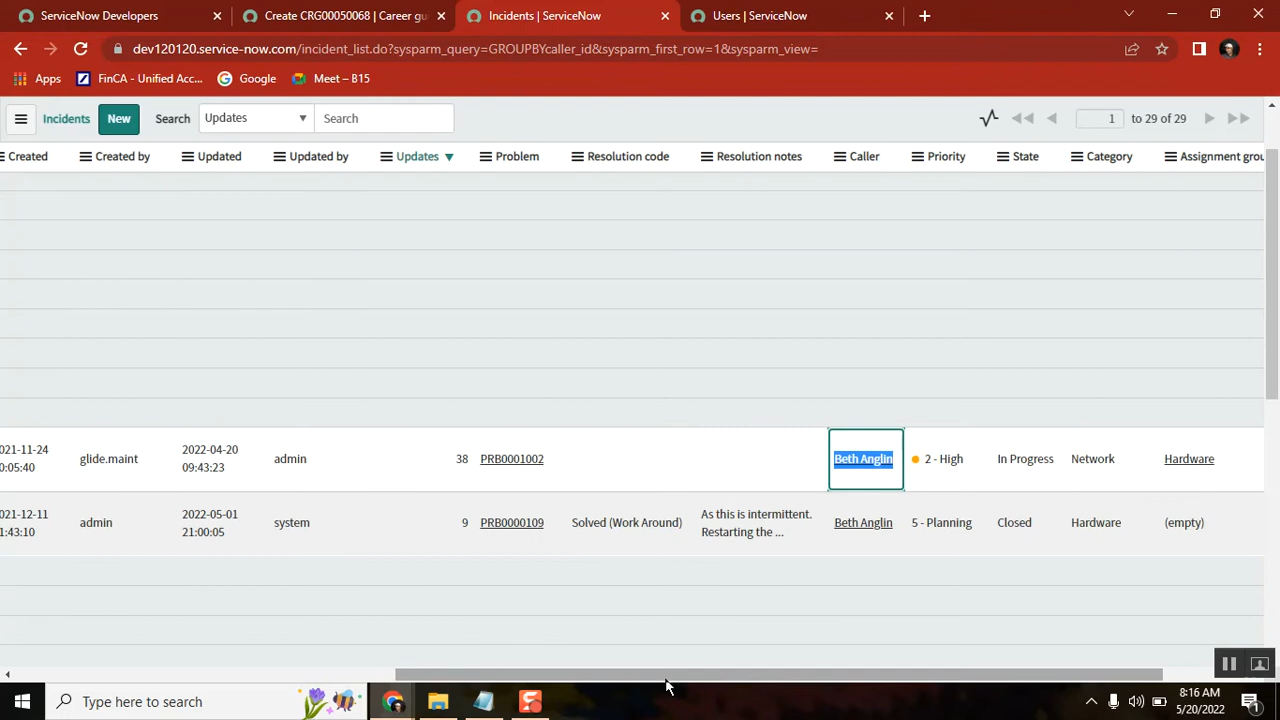 ServiceNow Developers
Create CRG00050068 | Career gu
Incidents | ServiceNow
Users | ServiceNow
dev120120.service-now.com/incident_list.do?sysparm_query=GROUPBYcaller_id&sysparm_first_row=1&sysparm_view=
Apps
FinCA - Unified Acc...
Google
Meet – B15
Incidents
New
Search
Updates
Search
1
to 29 of 29
Created
Created by
Updated
Updated by
Updates
Problem
Resolution code
Resolution notes
Caller
Priority
State
Category
Assignment grou
021-11-24
0:05:40
glide.maint
2022-04-20
09:43:23
admin
38
PRB0001002
Beth Anglin
2 - High
In Progress
Network
Hardware
021-12-11
1:43:10
admin
2022-05-01
21:00:05
system
9
PRB0000109
Solved (Work Around)
As this is intermittent.
Restarting the ...
Beth Anglin
5 - Planning
Closed
Hardware
(empty)
Type here to search
8:16 AM
5/20/2022
1